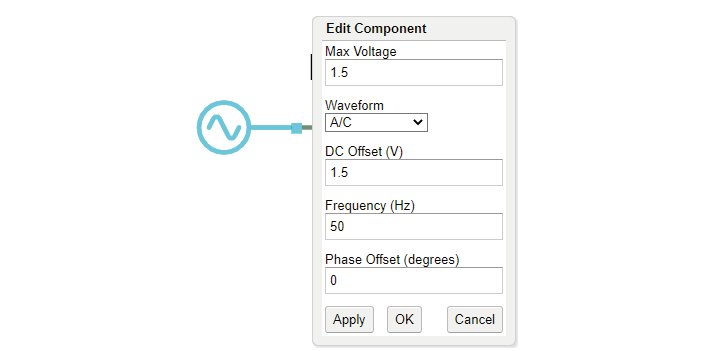 Edit Component
Max Voltage
1.5
Waveform
A/C
DC Offset (V)
1.5
Frequency (Hz)
50
Phase Offset (degrees)
0
Apply OK Cancel